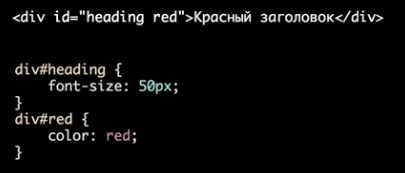 <div id="heading red">Красный заголовок</div>
div#heading {
    font-size: 50px;
}
div#red {
    color: red;
}